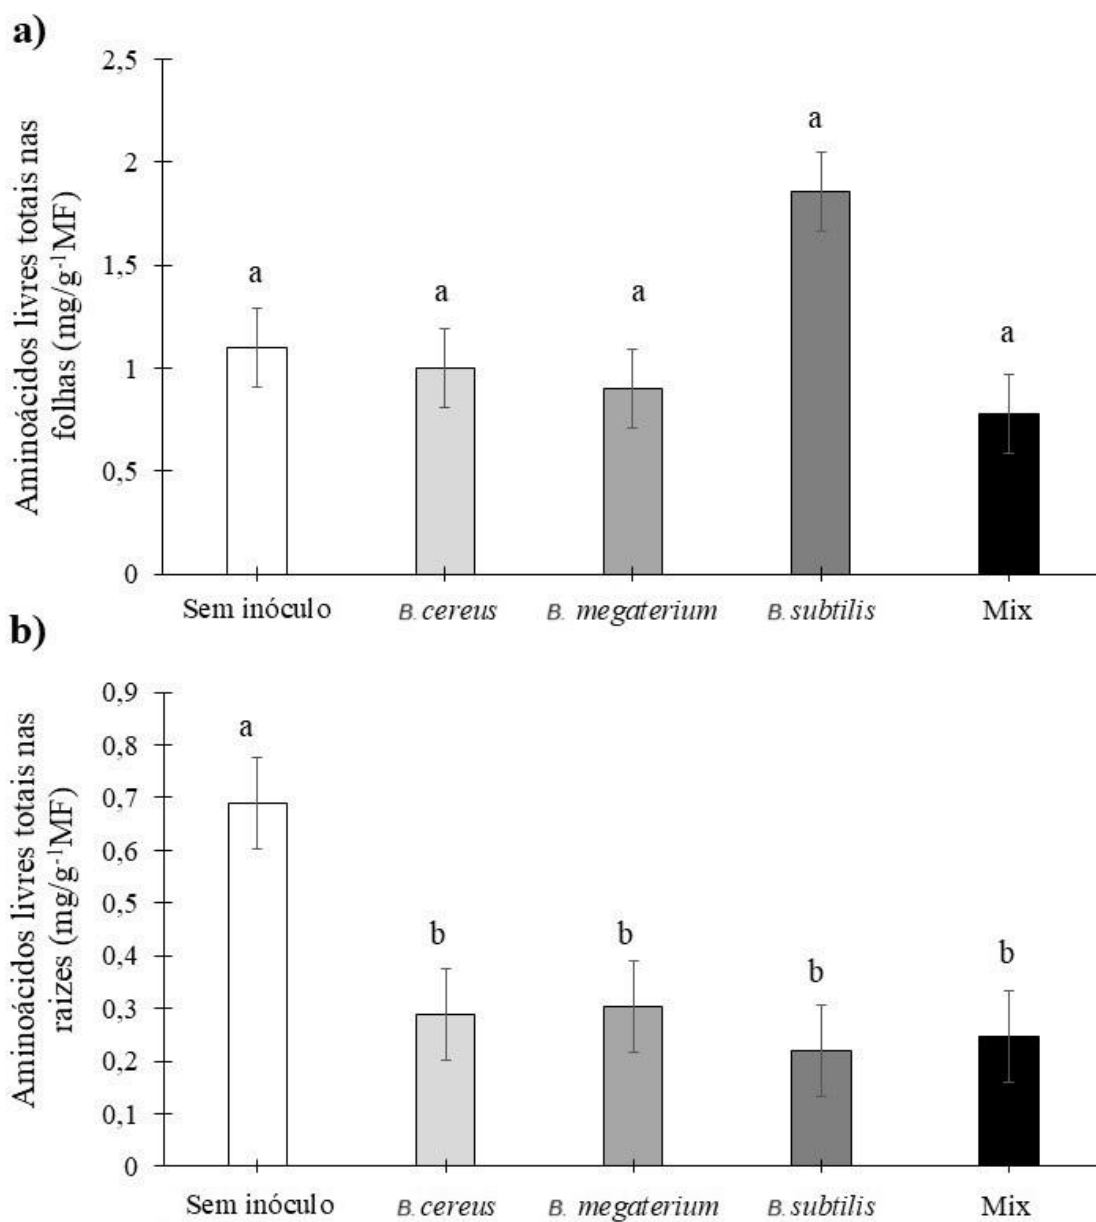 a)
Aminoácidos livres totais nas
folhas (mg/g⁻¹MF)
2,5
2
1,5
1
0,5
0
a
a
a
a
a
Sem inóculo
B. cereus
B. megaterium
B. subtilis
Mix
b)
Aminoácidos livres totais nas
raizes (mg/g⁻¹MF)
0,9
0,8
0,7
0,6
0,5
0,4
0,3
0,2
0,1
0
a
b
b
b
b
Sem inóculo
B. cereus
B. megaterium
B. subtilis
Mix